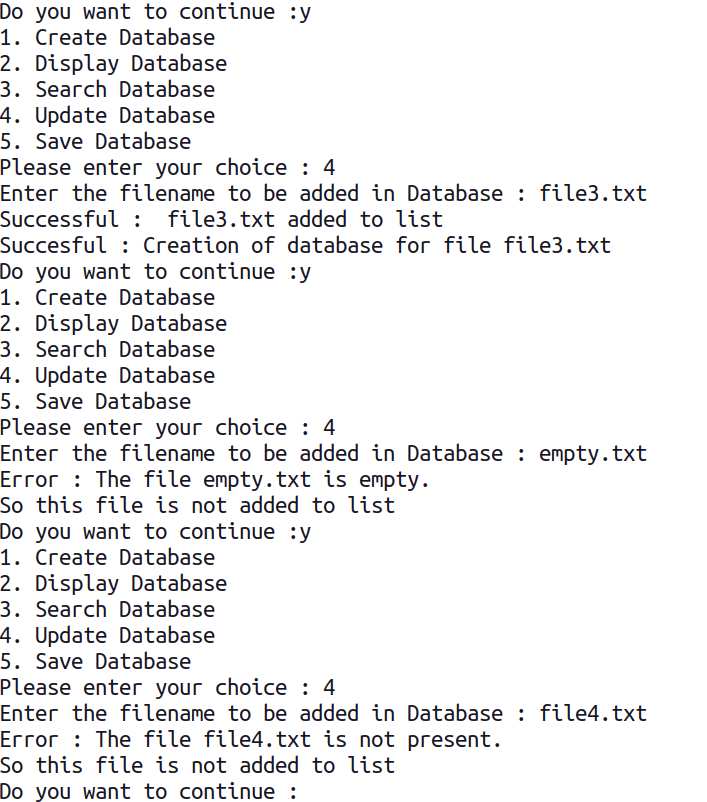 Do you want to continue :y
1. Create Database
2. Display Database
3. Search Database
4. Update Database
5. Save Database
Please enter your choice : 4
Enter the filename to be added in Database : file3.txt
Successful :  file3.txt added to list
Succesful : Creation of database for file file3.txt
Do you want to continue :y
1. Create Database
2. Display Database
3. Search Database
4. Update Database
5. Save Database
Please enter your choice : 4
Enter the filename to be added in Database : empty.txt
Error : The file empty.txt is empty.
So this file is not added to list
Do you want to continue :y
1. Create Database
2. Display Database
3. Search Database
4. Update Database
5. Save Database
Please enter your choice : 4
Enter the filename to be added in Database : file4.txt
Error : The file file4.txt is not present.
So this file is not added to list
Do you want to continue :